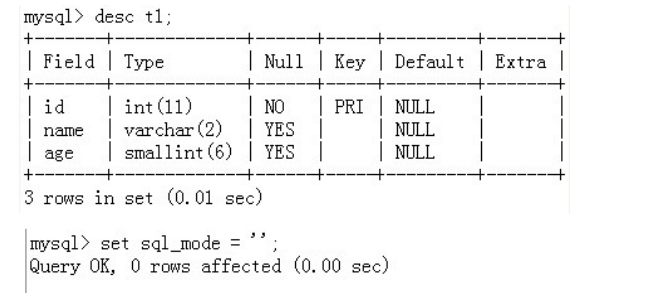 mysql> desc t1;
+-------+-------------+------+-----+---------+-------+
| Field | Type        | Null | Key | Default | Extra |
+-------+-------------+------+-----+---------+-------+
| id    | int(11)     | NO   | PRI | NULL    |       |
| name  | varchar(2)  | YES  |     | NULL    |       |
| age   | smallint(6) | YES  |     | NULL    |       |
+-------+-------------+------+-----+---------+-------+
3 rows in set (0.01 sec)
mysql> set sql_mode = '';
Query OK, 0 rows affected (0.00 sec)